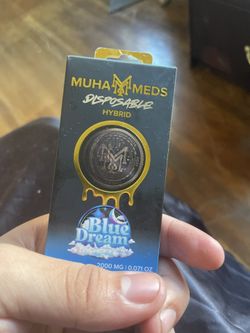 MUHA MEDS
DISPOSABLE
HYBRID
Blue
Dream
2000 MG | 0.071 OZ